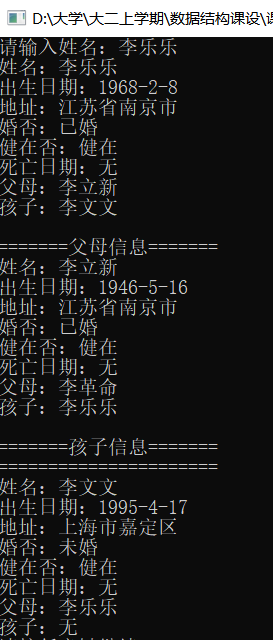 D:\大学\大二上学期\数据结构课设\课
请输入姓名：李乐乐
姓名：李乐乐
出生日期：1968-2-8
地址：江苏省南京市
婚否：已婚
健在否：健在
死亡日期：无
父母：李立新
孩子：李文文
=======父母信息=======
姓名：李立新
出生日期：1946-5-16
地址：江苏省南京市
婚否：已婚
健在否：健在
死亡日期：无
父母：李革命
孩子：李乐乐
=======孩子信息=======
======================
姓名：李文文
出生日期：1995-4-17
地址：上海市嘉定区
婚否：未婚
健在否：健在
死亡日期：无
父母：李乐乐
孩子：无